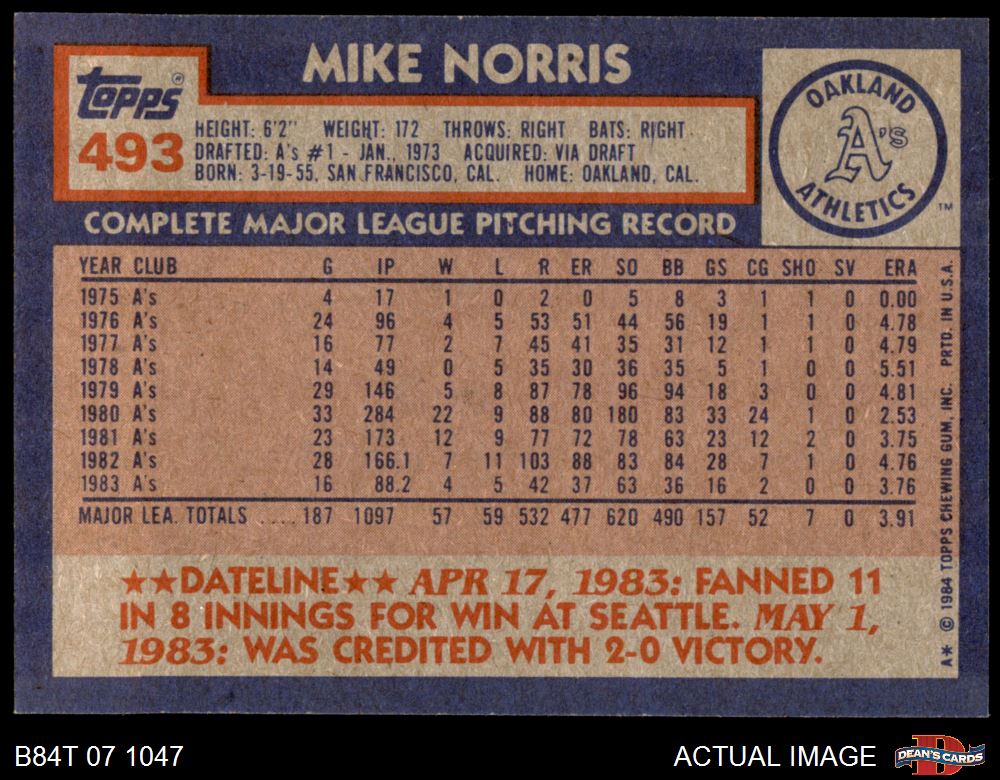 MIKE NORRIS
Topps®
493
HEIGHT: 6'2" WEIGHT: 172 THROWS: RIGHT BATS: RIGHT
DRAFTED: A's #1 - JAN., 1973 ACQUIRED: VIA DRAFT
BORN: 3-19-55, SAN FRANCISCO, CAL. HOME: OAKLAND, CAL.
OAKLAND
A's
ATHLETICS
TM
COMPLETE MAJOR LEAGUE PITCHING RECORD
YEAR CLUB G IP W L R ER SO BB GS CG SHO SV ERA
1975 A's 4 17 1 0 2 0 5 8 3 1 1 0 0.00
1976 A's 24 96 4 5 53 51 44 56 19 1 1 0 4.78
1977 A's 16 77 2 7 45 41 35 31 12 1 1 0 4.79
1978 A's 14 49 0 5 35 30 36 35 5 1 0 0 5.51
1979 A's 29 146 5 8 87 78 96 94 18 3 0 0 4.81
1980 A's 33 284 22 9 88 80 180 83 33 24 1 0 2.53
1981 A's 23 173 12 9 77 72 78 63 23 12 2 0 3.75
1982 A's 28 166.1 7 11 103 88 83 84 28 7 1 0 4.76
1983 A's 16 88.2 4 5 42 37 63 36 16 2 0 0 3.76
MAJOR LEA. TOTALS .... 187 1097 57 59 532 477 620 490 157 52 7 0 3.91
★★DATELINE★★ APR 17, 1983: FANNED 11
IN 8 INNINGS FOR WIN AT SEATTLE. MAY 1,
1983: WAS CREDITED WITH 2-0 VICTORY.
A* © 1984 TOPPS CHEWING GUM, INC. PRTD. IN U.S.A.
B84T 07 1047
ACTUAL IMAGE
D
DEAN'S CARDS